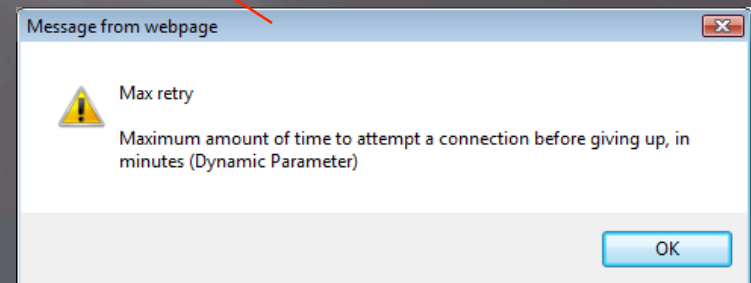 Message from webpage
Max retry
Maximum amount of time to attempt a connection before giving up, in
minutes (Dynamic Parameter)
OK